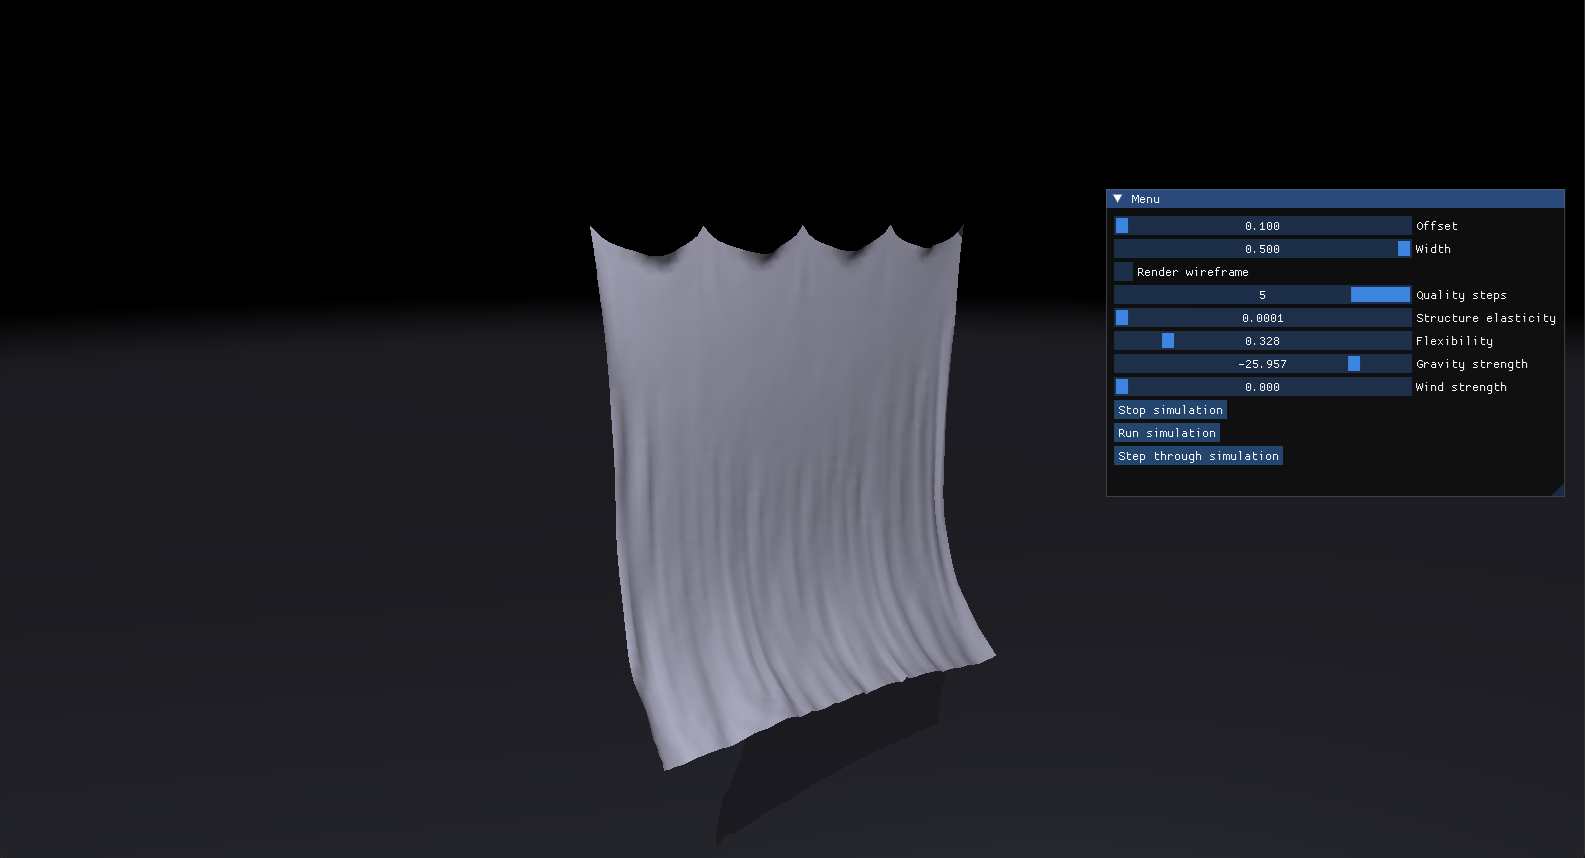 Menu
0.100 Offset
0.500 Width
Render wireframe
5 Quality steps
0.0001 Structure elasticity
0.328 Flexibility
-25.957 Gravity strength
0.000 Wind strength
Stop simulation
Run simulation
Step through simulation